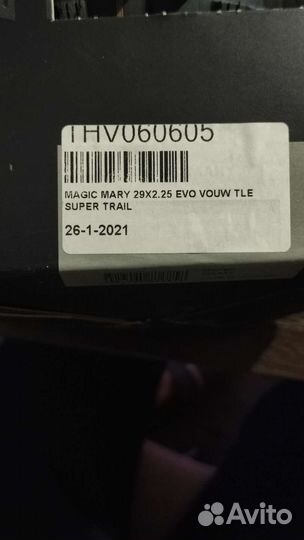 THV060605
MAGIC MARY 29X2.25 EVO VOUW TLE
SUPER TRAIL
26-1-2021
Avito